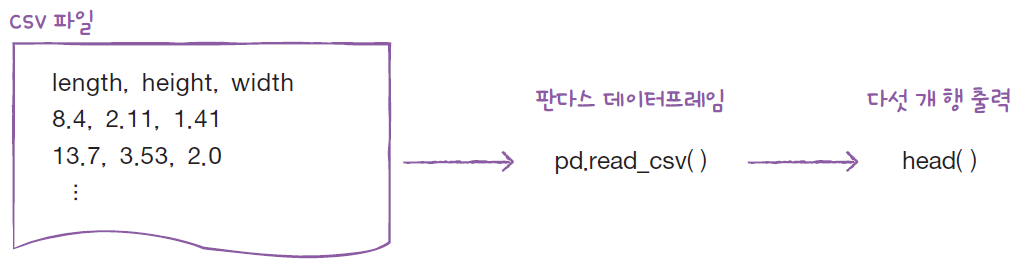 CSV 파일
length, height, width
8.4, 2.11, 1.41
13.7, 3.53, 2.0
⋮
판다스 데이터프레임
pd.read_csv( )
다섯 개 행 출력
head( )